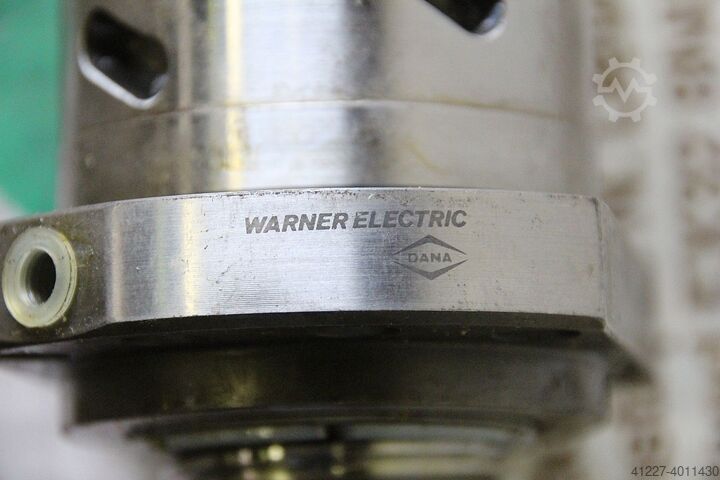 WARNER ELECTRIC
DANA
41227-4011430